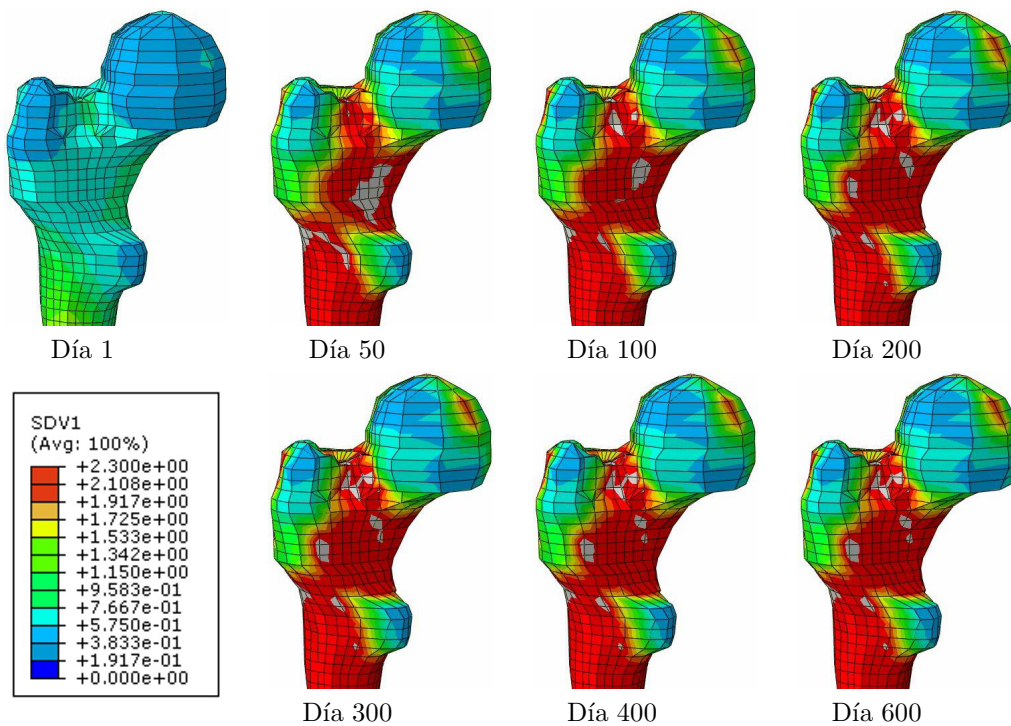 Día 1
Día 50
Día 100
Día 200
SDV1
(Avg: 100%)
+2.300e+00
+2.108e+00
+1.917e+00
+1.725e+00
+1.533e+00
+1.342e+00
+1.150e+00
+9.583e-01
+7.667e-01
+5.750e-01
+3.833e-01
+1.917e-01
+0.000e+00
Día 300
Día 400
Día 600